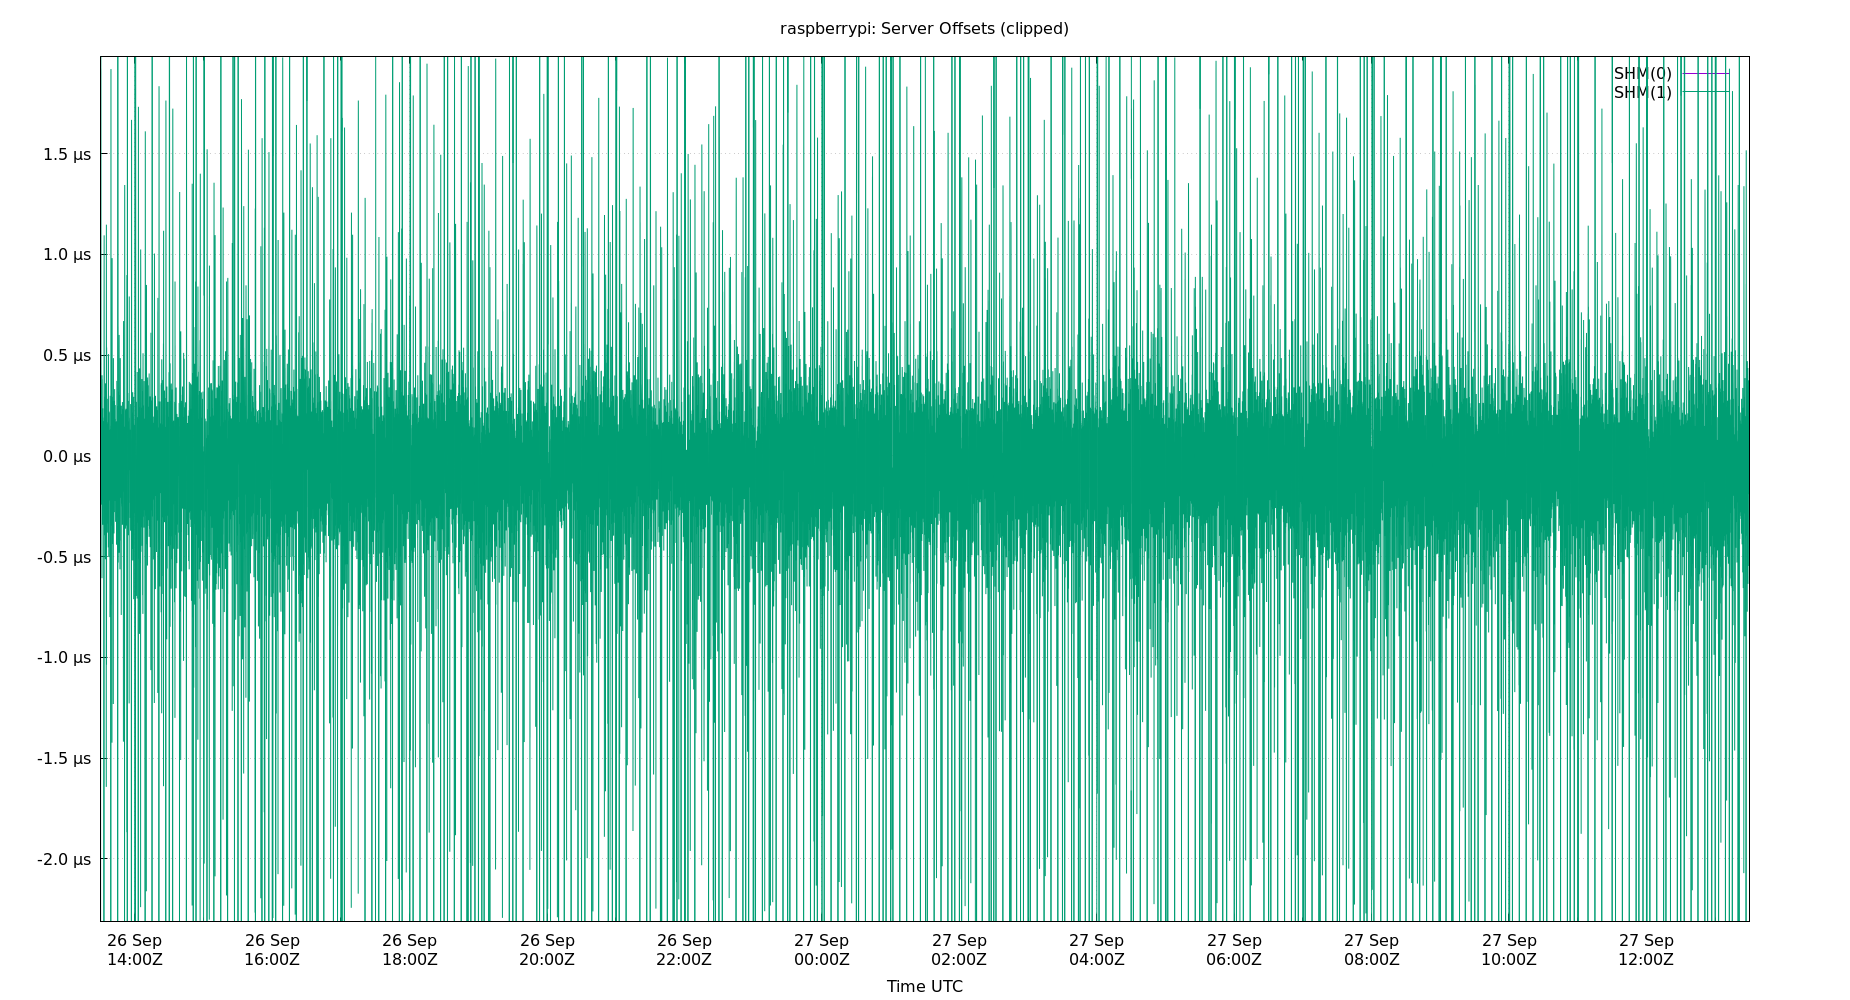 raspberrypi: Server Offsets (clipped)
SHM(0)
SHM(1)
1.5 µs
1.0 µs
0.5 µs
0.0 µs
-0.5 µs
-1.0 µs
-1.5 µs
-2.0 µs
26 Sep 26 Sep 26 Sep 26 Sep 26 Sep 27 Sep 27 Sep 27 Sep 27 Sep 27 Sep 27 Sep 27 Sep
14:00Z 16:00Z 18:00Z 20:00Z 22:00Z 00:00Z 02:00Z 04:00Z 06:00Z 08:00Z 10:00Z 12:00Z
Time UTC